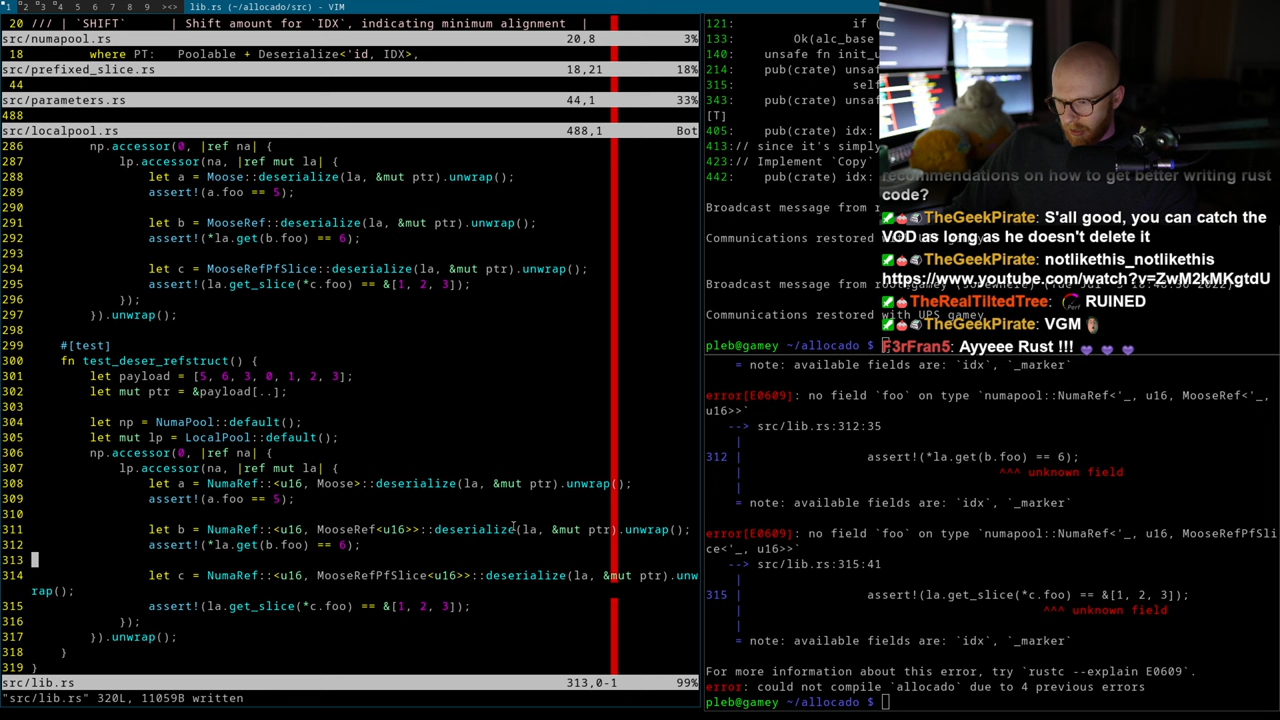 1 2 3 4 ><> lib.rs (~/allocado/src) - VIM
20 /// | `SHIFT` | Shift amount for `IDX`, indicating minimum alignment |
src/numapool.rs 20,8 3%
18 where PT: Poolable + Deserialize<'id, IDX>,
src/prefixed_slice.rs 18,21 18%
44
src/parameters.rs 44,1 33%
488
src/localpool.rs 488,1 Bot
286 np.accessor(0, |ref na| {
287 lp.accessor(na, |ref mut la| {
288 let a = Moose::deserialize(la, &mut ptr).unwrap();
289 assert!(a.foo == 5);
290
291 let b = MooseRef::deserialize(la, &mut ptr).unwrap();
292 assert!(*la.get(b.foo) == 6);
293
294 let c = MooseRefPfSlice::deserialize(la, &mut ptr).unwrap();
295 assert!(la.get_slice(*c.foo) == &[1, 2, 3]);
296 });
297 }).unwrap();
298
299 #[test]
300 fn test_deser_refstruct() {
301 let payload = [5, 6, 3, 0, 1, 2, 3];
302 let mut ptr = &payload[..];
303
304 let np = NumaPool::default();
305 let mut lp = LocalPool::default();
306 np.accessor(0, |ref na| {
307 lp.accessor(na, |ref mut la| {
308 let a = NumaRef::<u16, Moose>::deserialize(la, &mut ptr).unwrap();
309 assert!(a.foo == 5);
310
311 let b = NumaRef::<u16, MooseRef<u16>>::deserialize(la, &mut ptr).unwrap();
312 assert!(*la.get(b.foo) == 6);
313
314 let c = NumaRef::<u16, MooseRefPfSlice<u16>>::deserialize(la, &mut ptr).unw
rap();
315 assert!(la.get_slice(*c.foo) == &[1, 2, 3]);
316 });
317 }).unwrap();
318 }
319 }
src/lib.rs 313,0-1 99%
"src/lib.rs" 320L, 11059B written
121: if (
133: Ok(alc_base
140: unsafe fn init_u
214: pub(crate) unsaf
315: self
343: pub(crate) unsaf
[T]
405: pub(crate) idx:
413:// since it's simply
423:// Implement `Copy`
442: pub(crate) idx:
Broadcast message from r
Communications restored with UPS gamey
Broadcast message from
Communications restored with UPS gamey
pleb@gamey ~/allocado $
recommendations on how to get better writing rust
code?
TheGeekPirate: S'all good, you can catch the
VOD as long as he doesn't delete it
TheGeekPirate: notlikethis_notlikethis
https://www.youtube.com/watch?v=ZwM2kMKgtdU
TheRealTiltedTree: RUINED
TheGeekPirate: VGM
F3rFran5: Ayyeee Rust !!!
= note: available fields are: `idx`, `_marker`
error[E0609]: no field `foo` on type `numapool::NumaRef<'_, u16, MooseRef<'_,
u16>>`
--> src/lib.rs:312:35
|
312 | assert!(*la.get(b.foo) == 6);
| ^^^ unknown field
|
= note: available fields are: `idx`, `_marker`
error[E0609]: no field `foo` on type `numapool::NumaRef<'_, u16, MooseRefPfSli
ce<'_, u16>>`
--> src/lib.rs:315:41
|
315 | assert!(la.get_slice(*c.foo) == &[1, 2, 3]);
| ^^^ unknown field
|
= note: available fields are: `idx`, `_marker`
For more information about this error, try `rustc --explain E0609`.
error: could not compile `allocado` due to 4 previous errors
pleb@gamey ~/allocado $